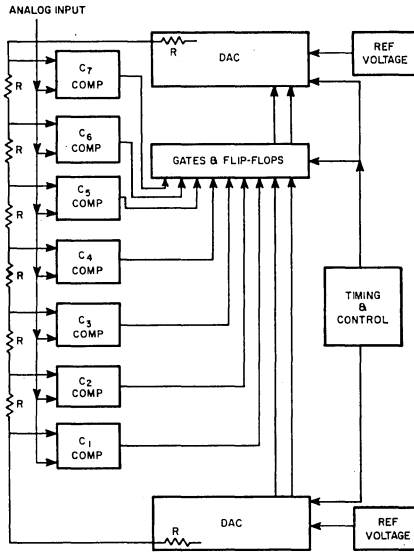 ANALOG INPUT
R
DAC
REF
VOLTAGE
R
C7
COMP
R
C6
COMP
GATES & FLIP-FLOPS
R
C5
COMP
R
C4
COMP
TIMING
&
CONTROL
R
C3
COMP
R
C2
COMP
C1
COMP
R
DAC
REF
VOLTAGE